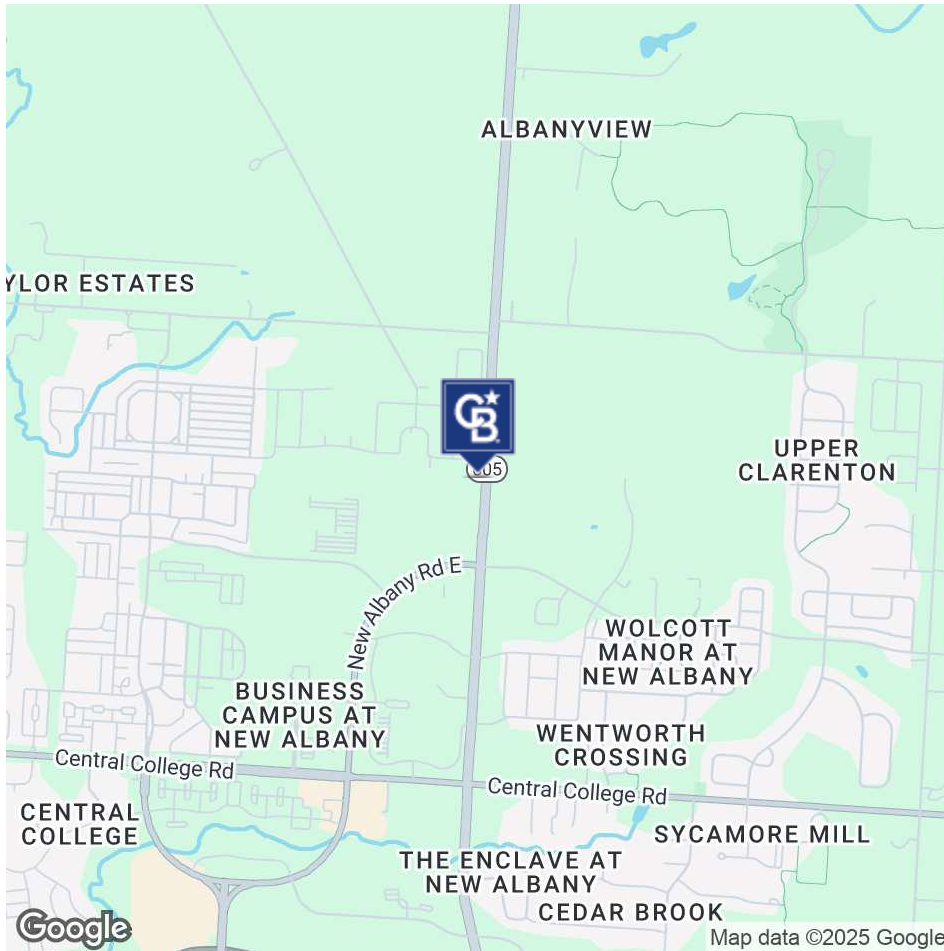 ALBANYVIEW
YLOR ESTATES
CB
05
UPPER
CLARENTON
New Albany Rd E
WOLCOTT
MANOR AT
NEW ALBANY
BUSINESS
CAMPUS AT
NEW ALBANY
WENTWORTH
CROSSING
Central College Rd
Central College Rd
CENTRAL
COLLEGE
SYCAMORE MILL
THE ENCLAVE AT
NEW ALBANY
CEDAR BROOK
Google
Map data ©2025 Google